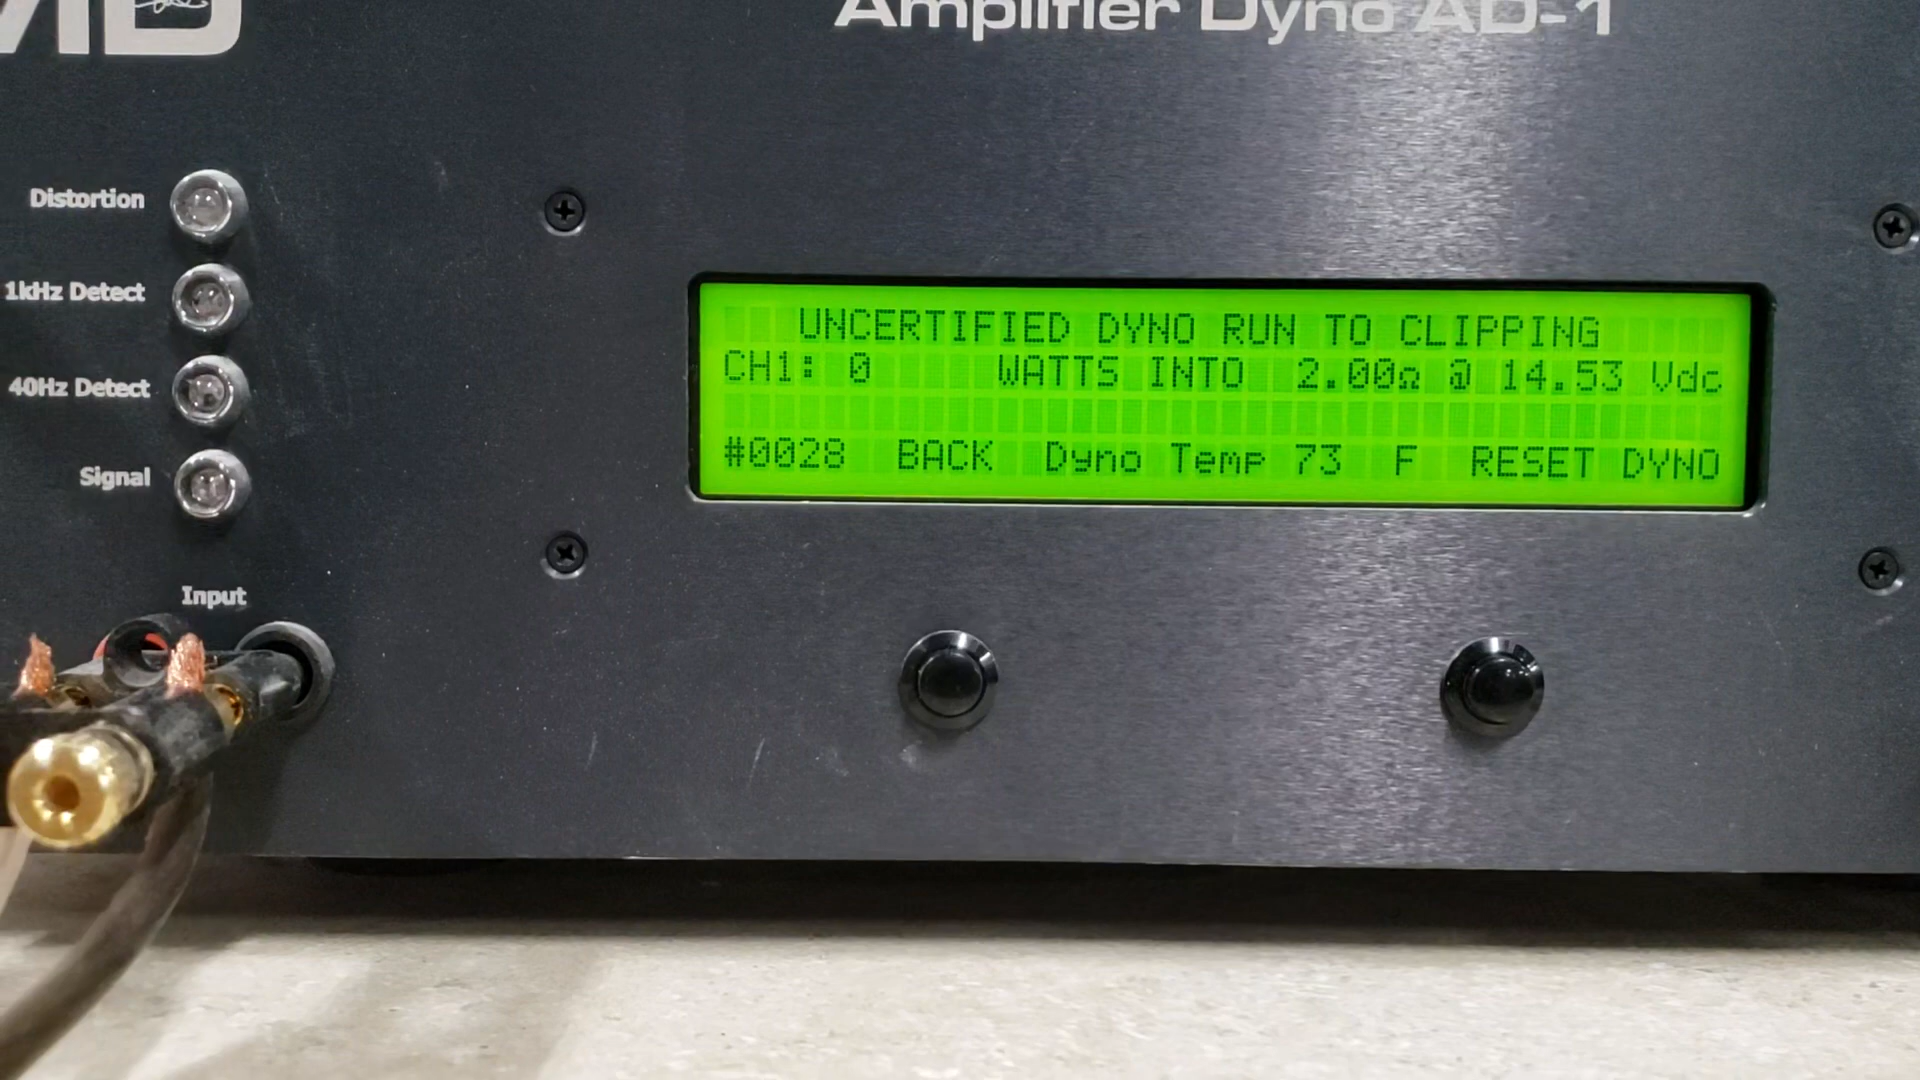 Amplifier Dyno AD-1
Distortion
1kHz Detect
40Hz Detect
Signal
Input
UNCERTIFIED DYNO RUN TO CLIPPING
CH1: 0 WATTS INTO 2.00Ω @ 14.53 Vdc
#0028 BACK Dyno Temp 73 F RESET DYNO